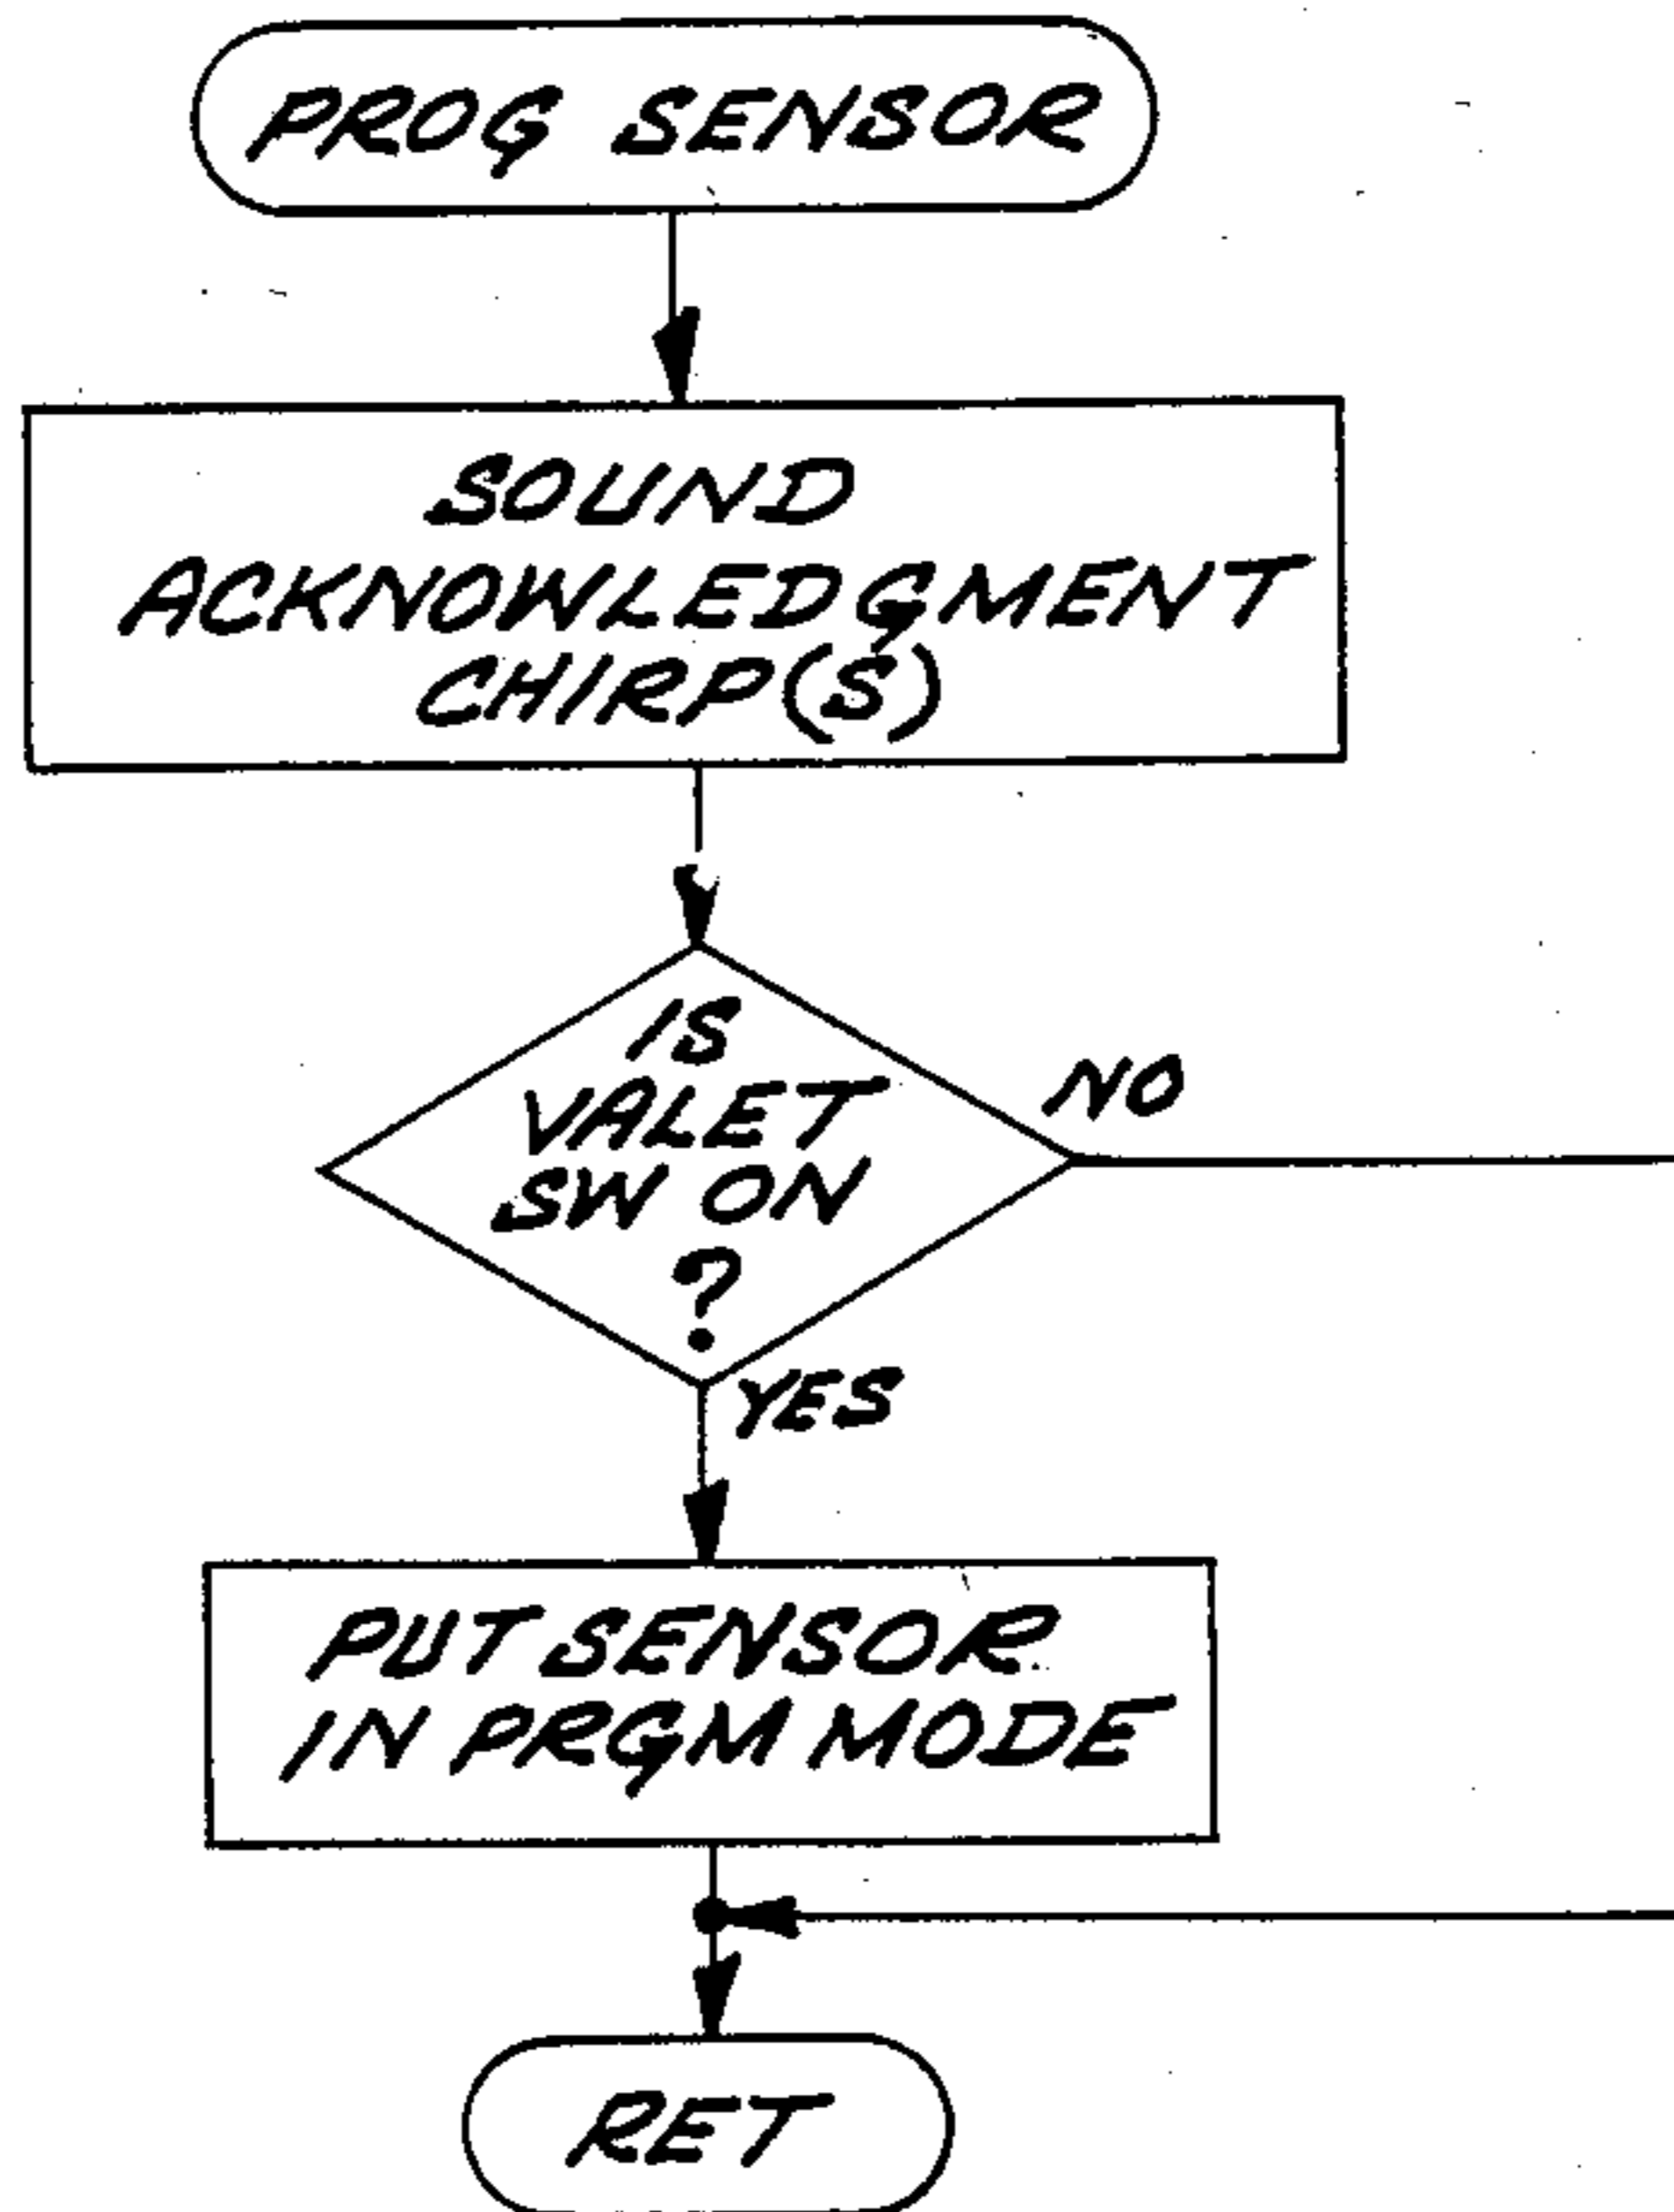 PROG SENSOR
SOUND
ACKNOWLEDGMENT
CHIRP(S)
IS
VALET
SW ON
?
NO
YES
PUT SENSOR
IN PRGM MODE
RET